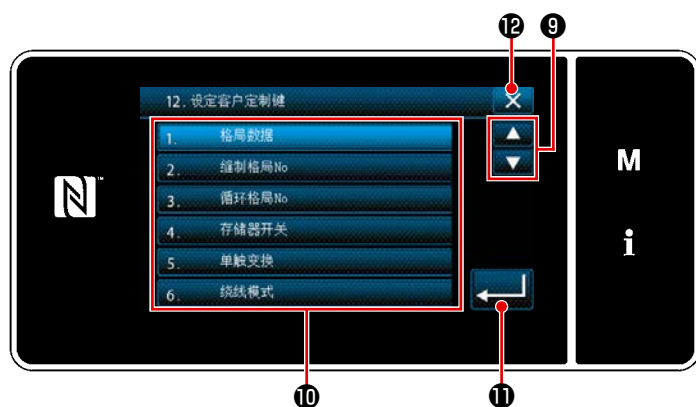 ⓬ ❾
12. 设定客户定制键
1. 格局数据
2. 缝制格局No
3. 循环格局No
4. 存储器开关
5. 单触变换
6. 绕线模式
M
i
❿ ⓫